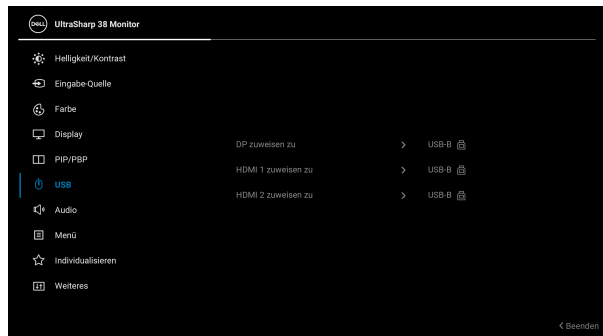 DELL UltraSharp 38 Monitor
Helligkeit/Kontrast
Eingabe-Quelle
Farbe
Display
PIP/PBP
USB
Audio
Menü
Individualisieren
Weiteres
DP zuweisen zu > USB-B
HDMI 1 zuweisen zu > USB-B
HDMI 2 zuweisen zu > USB-B
< Beenden